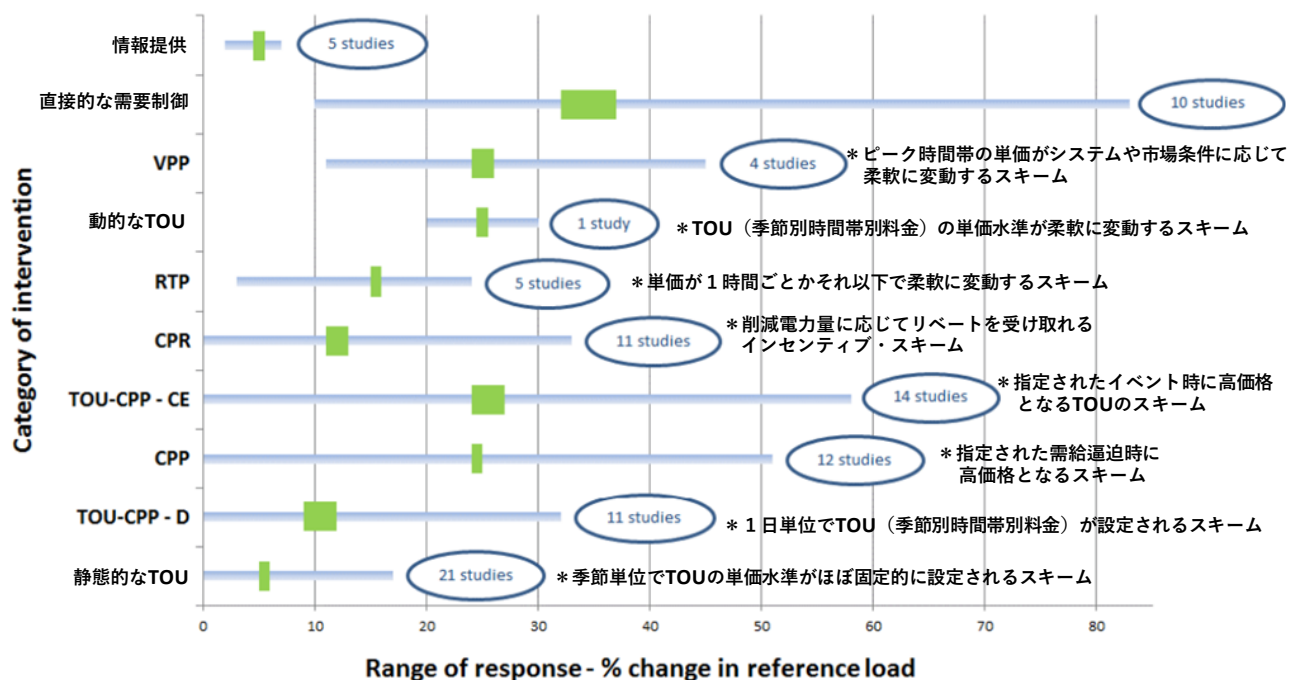 情報提供
5 studies
直接的な需要制御
10 studies
VPP
4 studies
＊ピーク時間帯の単価がシステムや市場条件に応じて
柔軟に変動するスキーム
動的なTOU
1 study
＊TOU（季節別時間帯別料金）の単価水準が柔軟に変動するスキーム
RTP
5 studies
＊単価が１時間ごとかそれ以下で柔軟に変動するスキーム
CPR
11 studies
＊削減電力量に応じてリベートを受け取れる
インセンティブ・スキーム
TOU-CPP - CE
14 studies
＊指定されたイベント時に高価格
となるTOUのスキーム
CPP
12 studies
＊指定された需給逼迫時に
高価格となるスキーム
TOU-CPP - D
11 studies
＊１日単位でTOU（季節別時間帯別料金）が設定されるスキーム
静態的なTOU
21 studies
＊季節単位でTOUの単価水準がほぼ固定的に設定されるスキーム
Category of intervention
0 10 20 30 40 50 60 70 80
Range of response - % change in reference load